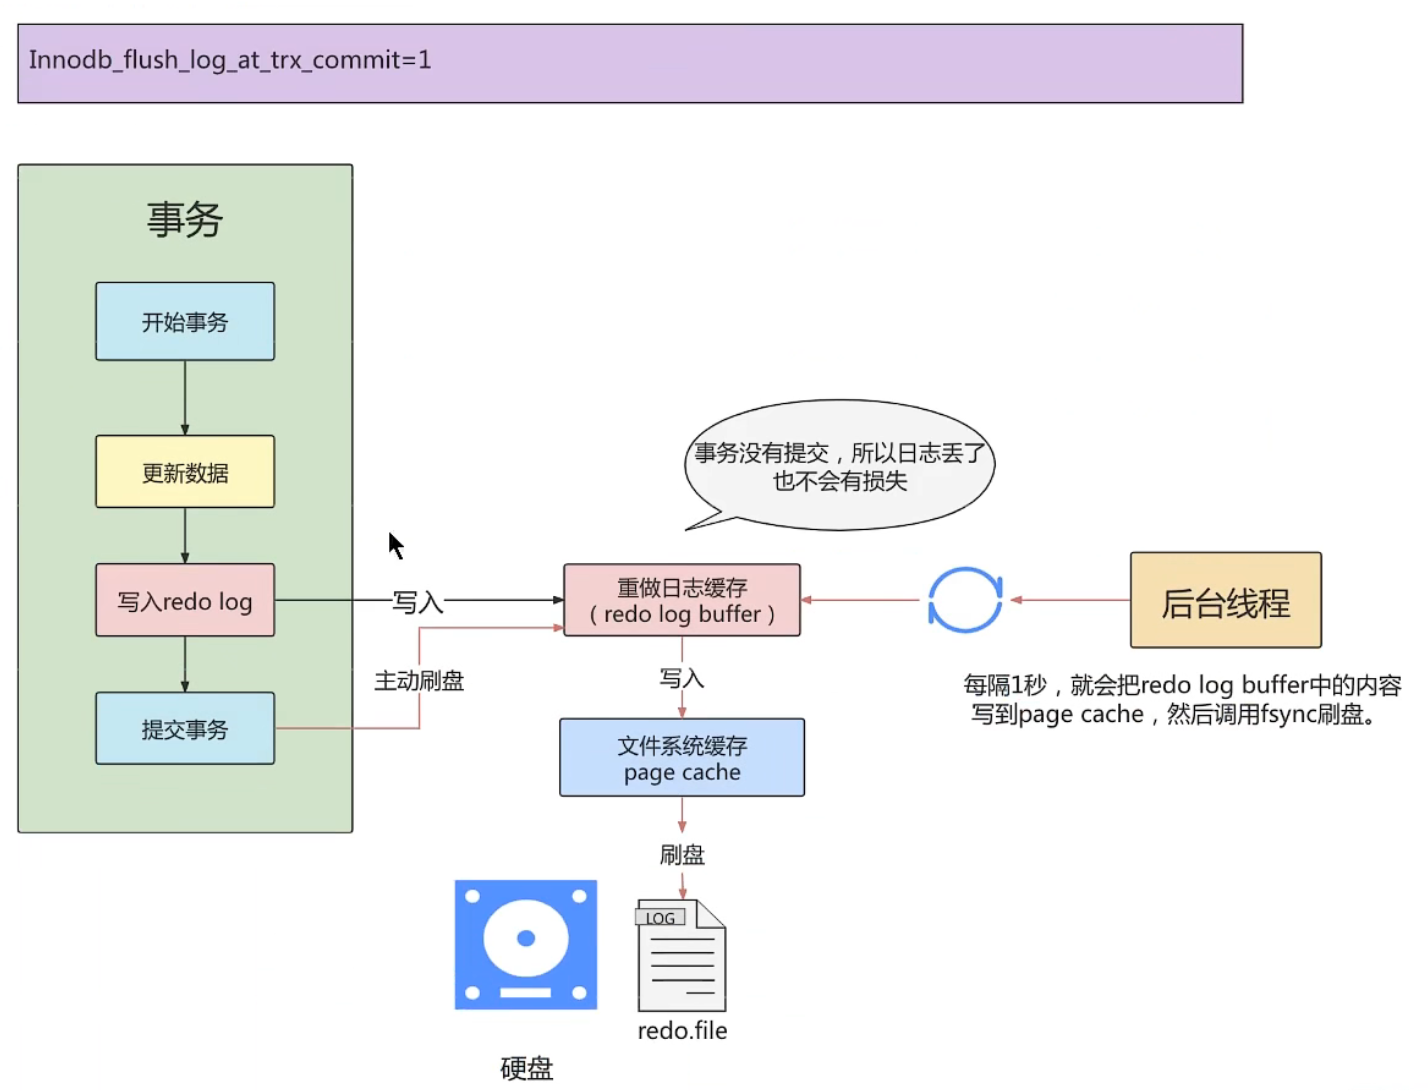 Innodb_flush_log_at_trx_commit=1
事务
开始事务
更新数据
写入redo log
提交事务
写入
主动刷盘
事务没有提交，所以日志丢了
也不会有损失
重做日志缓存
（redo log buffer）
写入
文件系统缓存
page cache
刷盘
LOG
redo.file
硬盘
后台线程
每隔1秒，就会把redo log buffer中的内容
写到page cache，然后调用fsync刷盘。